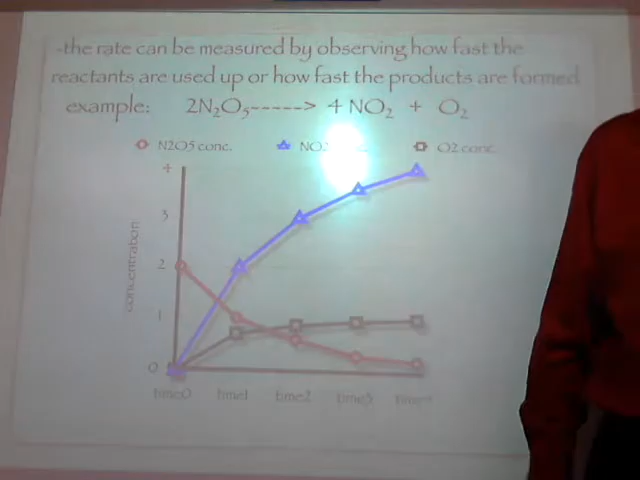 -the rate can be measured by observing how fast the
reactants are used up or how fast the products are formed
example: 2N₂O₅-----> 4 NO₂ + O₂
N2O5 conc. NO2 O2 conc.
4
3
concentration
2
1
0
time0 time1 time2 time3 time4